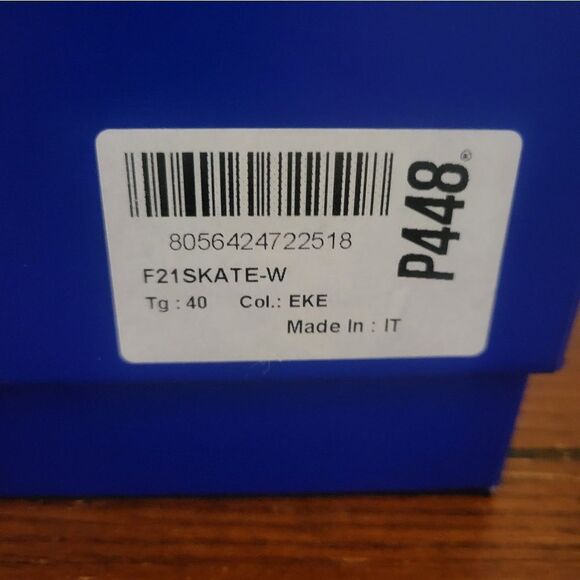 8056424722518
F21SKATE-W
Tg : 40 Col.: EKE
Made In : IT
P448®